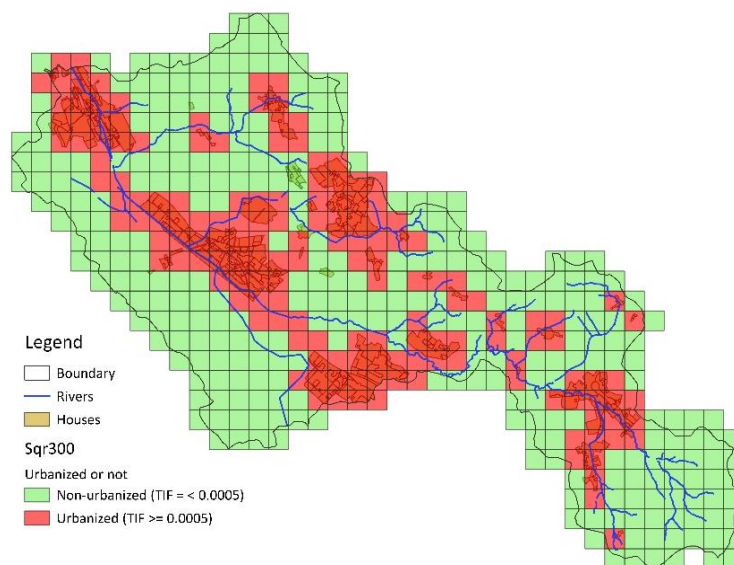 Legend
Boundary
Rivers
Houses
Sqr300
Urbanized or not
Non-urbanized (TIF = < 0.0005)
Urbanized (TIF >= 0.0005)